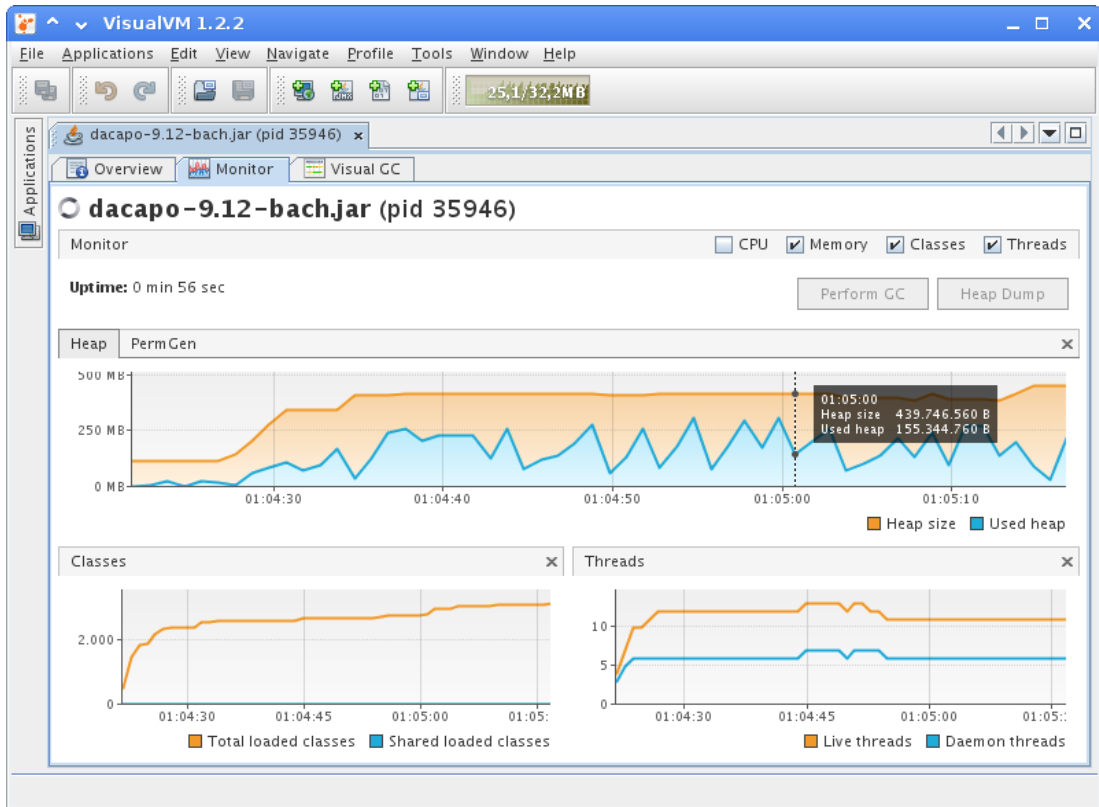 VisualVM 1.2.2
File Applications Edit View Navigate Profile Tools Window Help
25,1/32,2MB
Applications
dacapo-9.12-bach.jar (pid 35946)
Overview Monitor Visual GC
dacapo-9.12-bach.jar (pid 35946)
Monitor CPU Memory Classes Threads
Uptime: 0 min 56 sec
Perform GC Heap Dump
Heap PermGen
500 MB
250 MB
0 MB
01:05:00
Heap size 439.746.560 B
Used heap 155.344.760 B
01:04:30 01:04:40 01:04:50 01:05:00 01:05:10
Heap size Used heap
Classes
2.000
0
01:04:30 01:04:45 01:05:00 01:05:
Total loaded classes Shared loaded classes
Threads
10
5
0
01:04:30 01:04:45 01:05:00 01:05:
Live threads Daemon threads